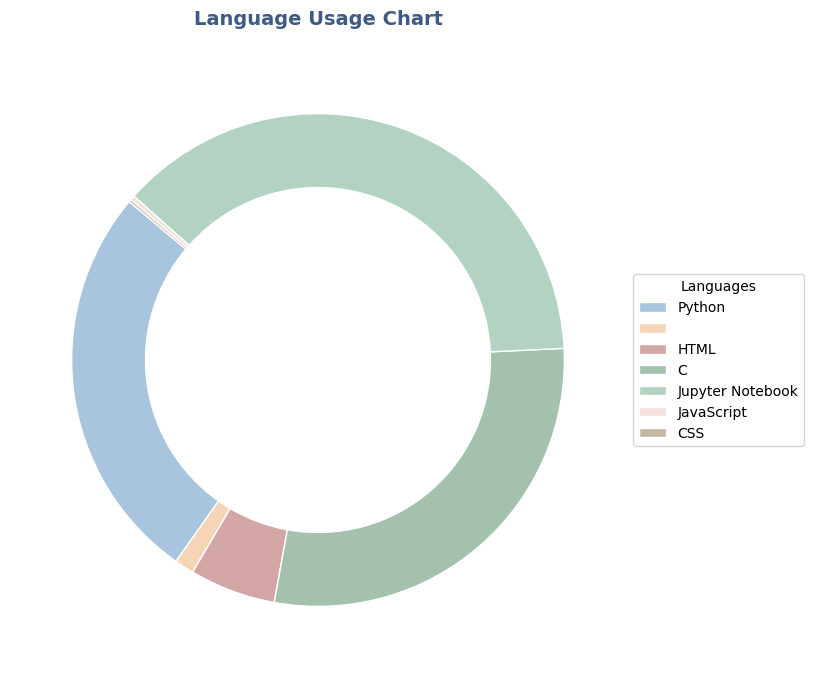 Language Usage Chart
Languages
Python
HTML
C
Jupyter Notebook
JavaScript
CSS